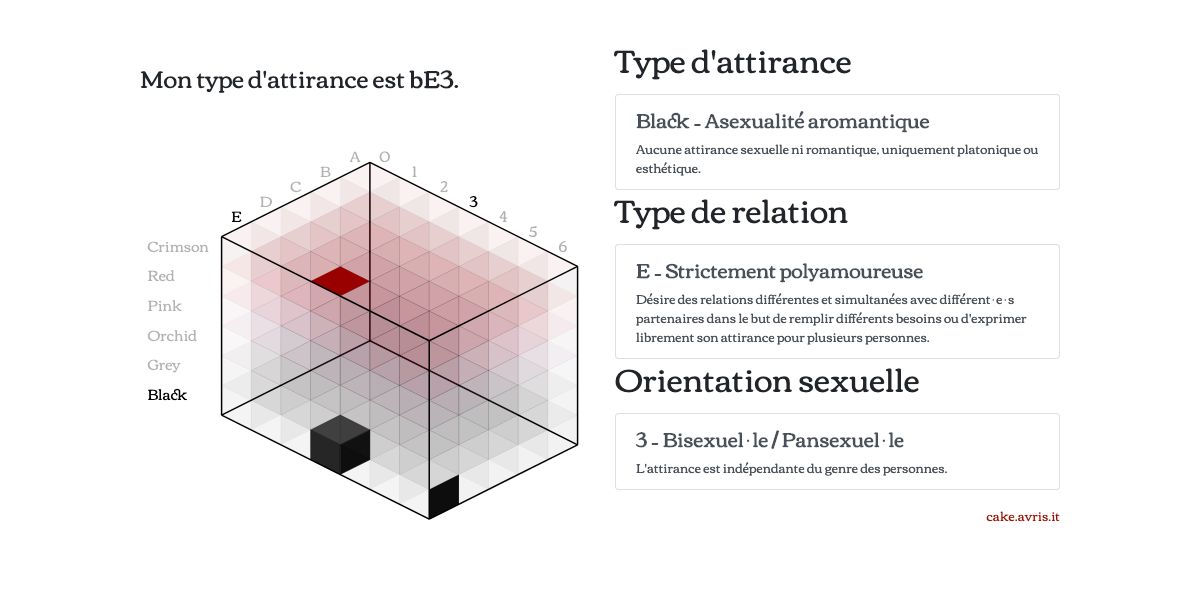 Mon type d'attirance est bE3.
A O
B 1
C 2
D 3
E 4
5
6
Crimson
Red
Pink
Orchid
Grey
Black
Type d'attirance
Black - Asexualité aromantique
Aucune attirance sexuelle ni romantique, uniquement platonique ou
esthétique.
Type de relation
E - Strictement polyamoureuse
Désire des relations différentes et simultanées avec différent·e·s
partenaires dans le but de remplir différents besoins ou d'exprimer
librement son attirance pour plusieurs personnes.
Orientation sexuelle
3 - Bisexuel·le / Pansexuel·le
L'attirance est indépendante du genre des personnes.
cake.avris.it